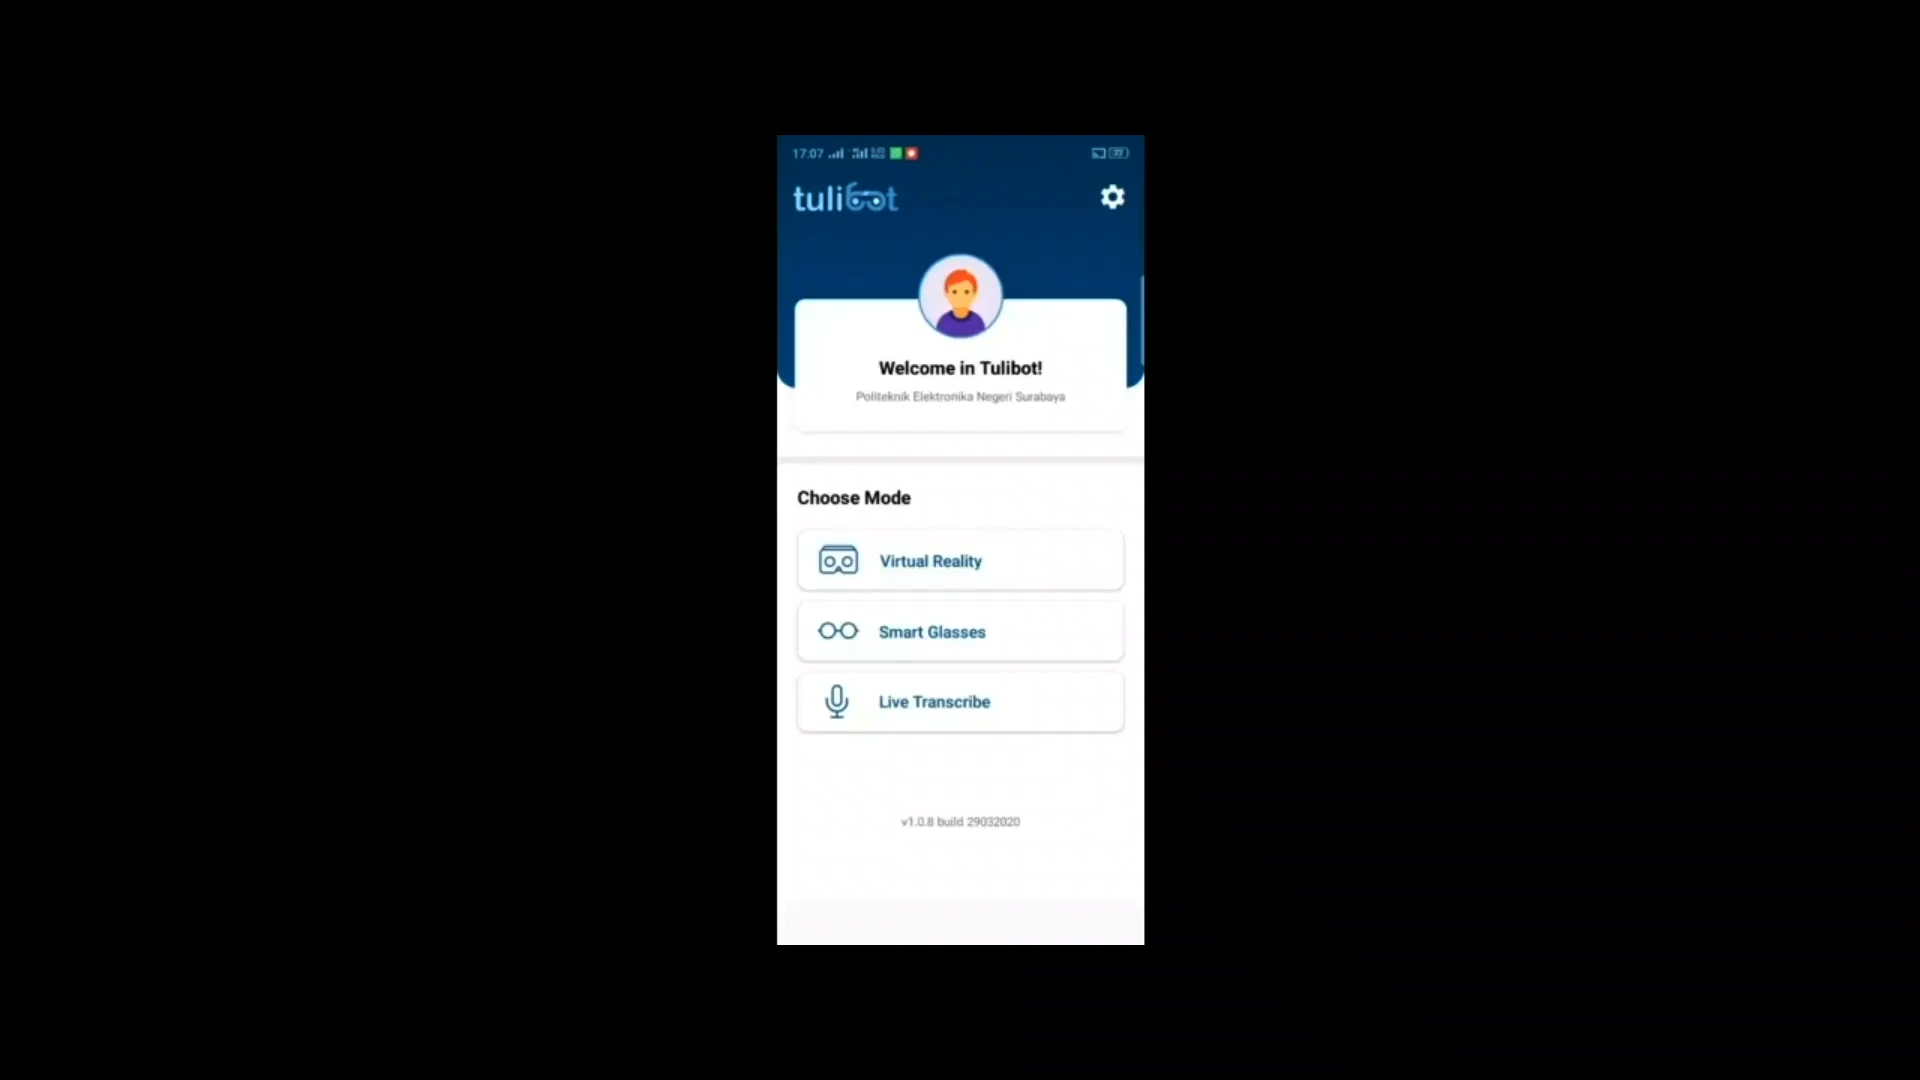 17:07
tulibot
Welcome in Tulibot!
Politeknik Elektronika Negeri Surabaya
Choose Mode
Virtual Reality
Smart Glasses
Live Transcribe
v1.0.8 build 29032020